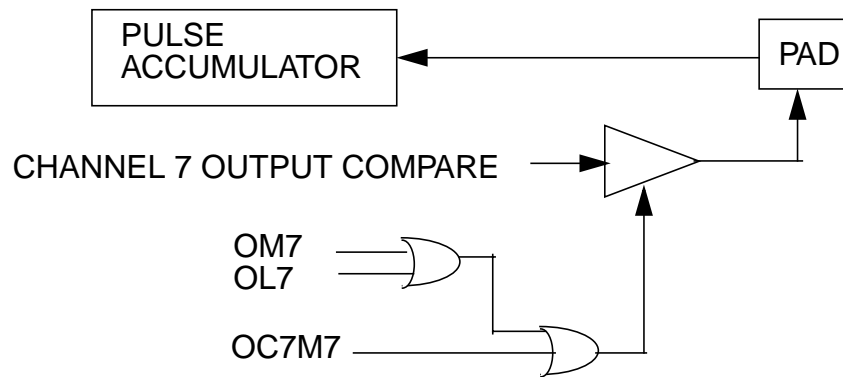 PULSE
ACCUMULATOR
PAD
CHANNEL 7 OUTPUT COMPARE
OM7
OL7
OC7M7